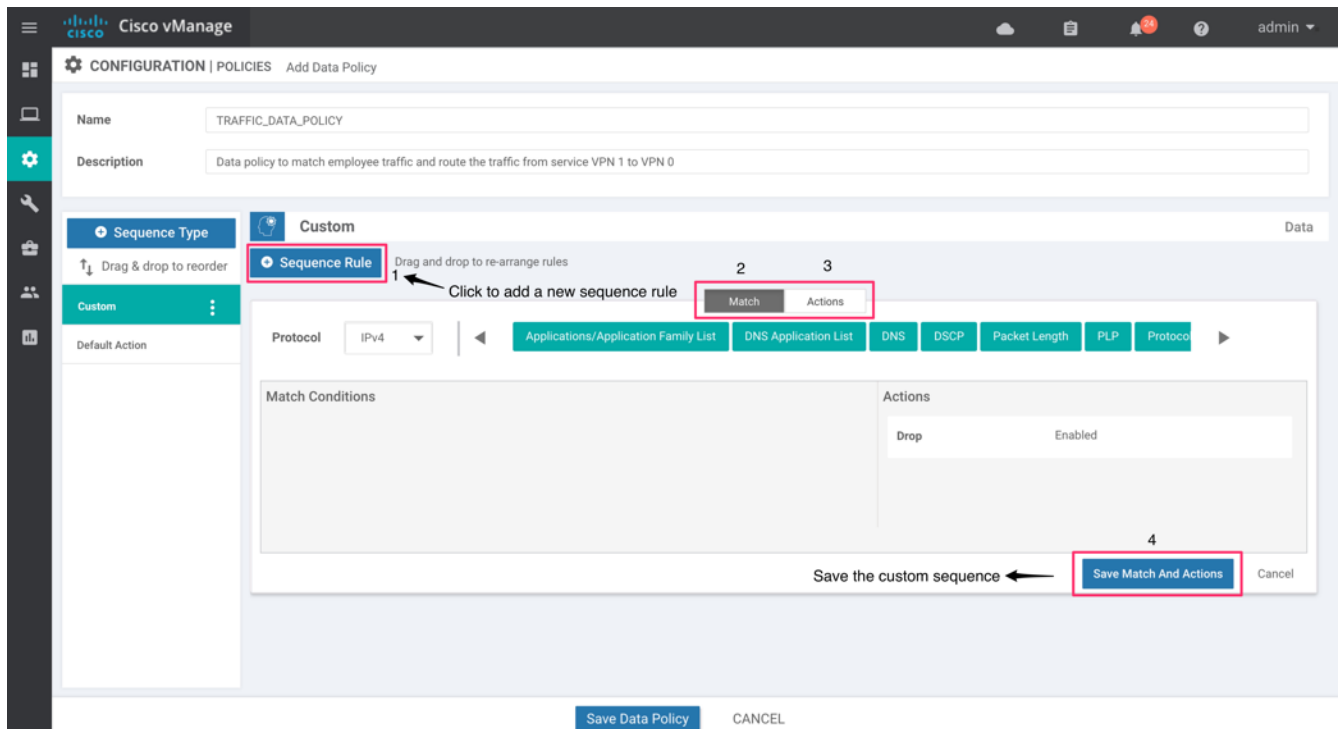 cisco Cisco vManage 24 admin
CONFIGURATION | POLICIES Add Data Policy
Name TRAFFIC_DATA_POLICY
Description Data policy to match employee traffic and route the traffic from service VPN 1 to VPN 0
Sequence Type
Drag & drop to reorder
Custom
Default Action
Custom Data
Sequence Rule Drag and drop to re-arrange rules
1 Click to add a new sequence rule
2 3
Match Actions
Protocol IPv4 Applications/Application Family List DNS Application List DNS DSCP Packet Length PLP Protocol
Match Conditions Actions
Drop Enabled
4
Save the custom sequence Save Match And Actions Cancel
Save Data Policy CANCEL